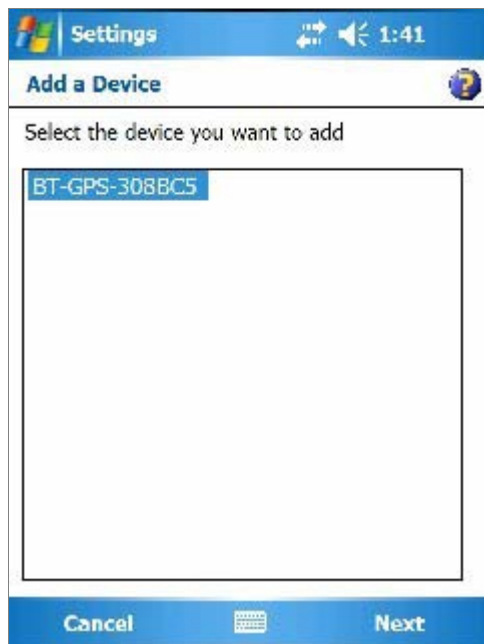 Settings 1:41
Add a Device
Select the device you want to add
BT-GPS-308BC5
Cancel Next